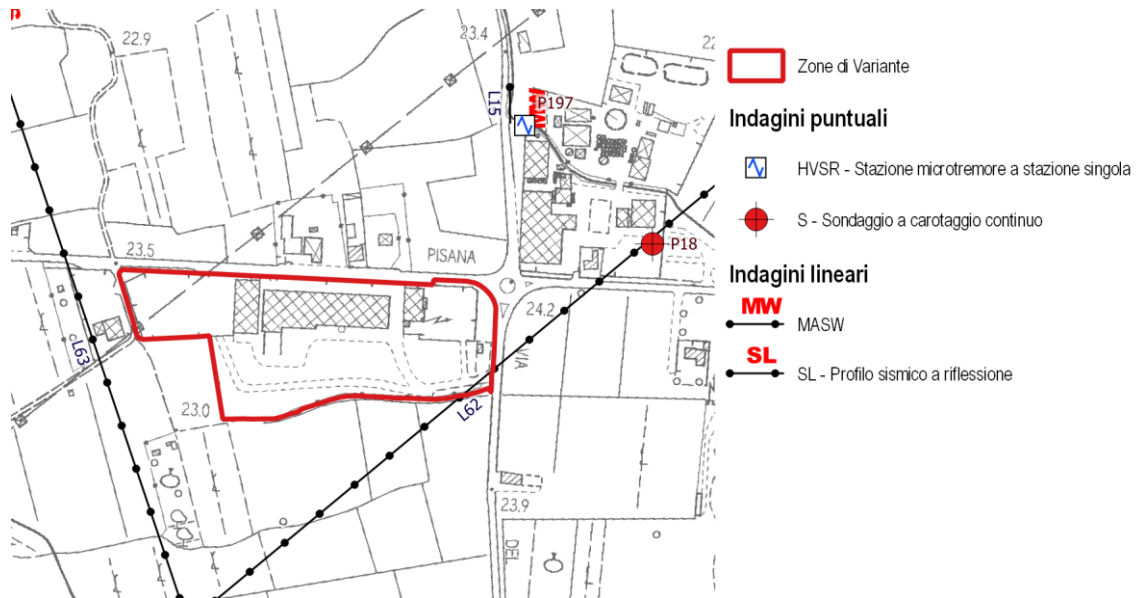 22.9
23.4
22
L15
MW
P197
23.5
PISANA
P18
24.2
L63
VIA
23.0
L62
23.9
DEL
Zone di Variante
Indagini puntuali
HVSR - Stazione microtremore a stazione singola
S - Sondaggio a carotaggio continuo
Indagini lineari
MW
MASW
SL
SL - Profilo sismico a riflessione